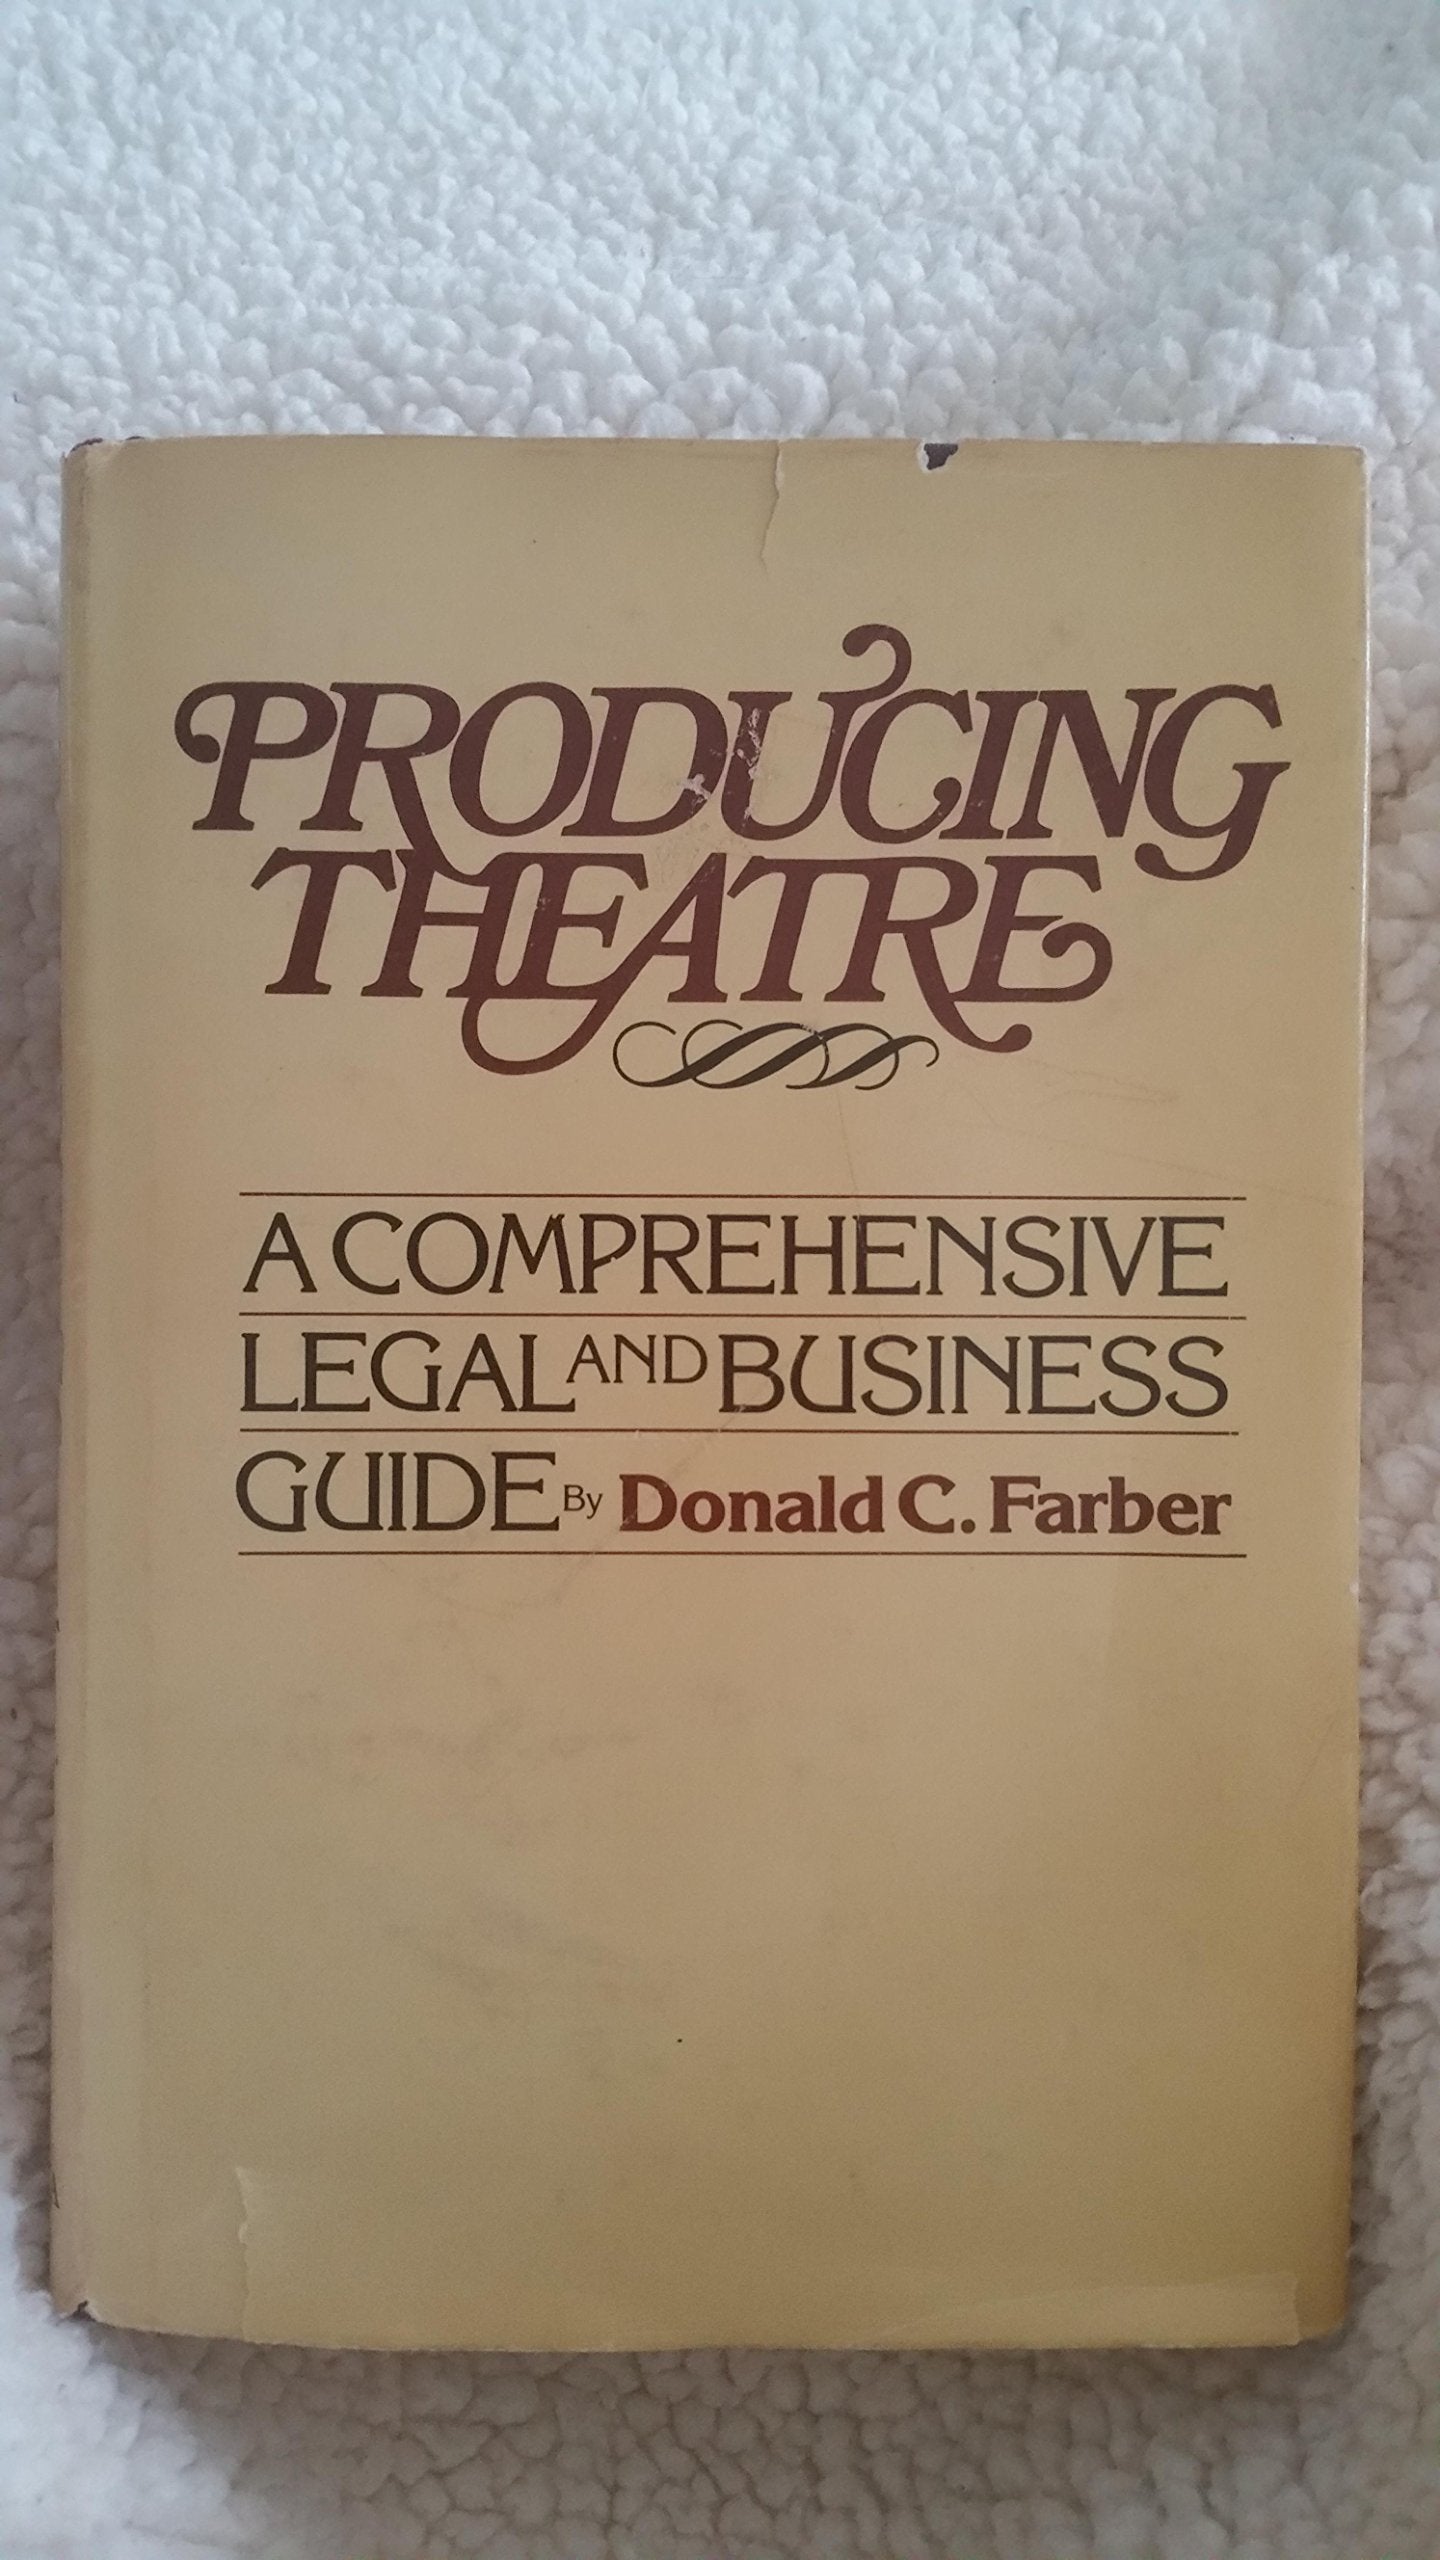 PRODUCING
THEATRE
A COMPREHENSIVE
LEGAL AND BUSINESS
GUIDE By Donald C. Farber